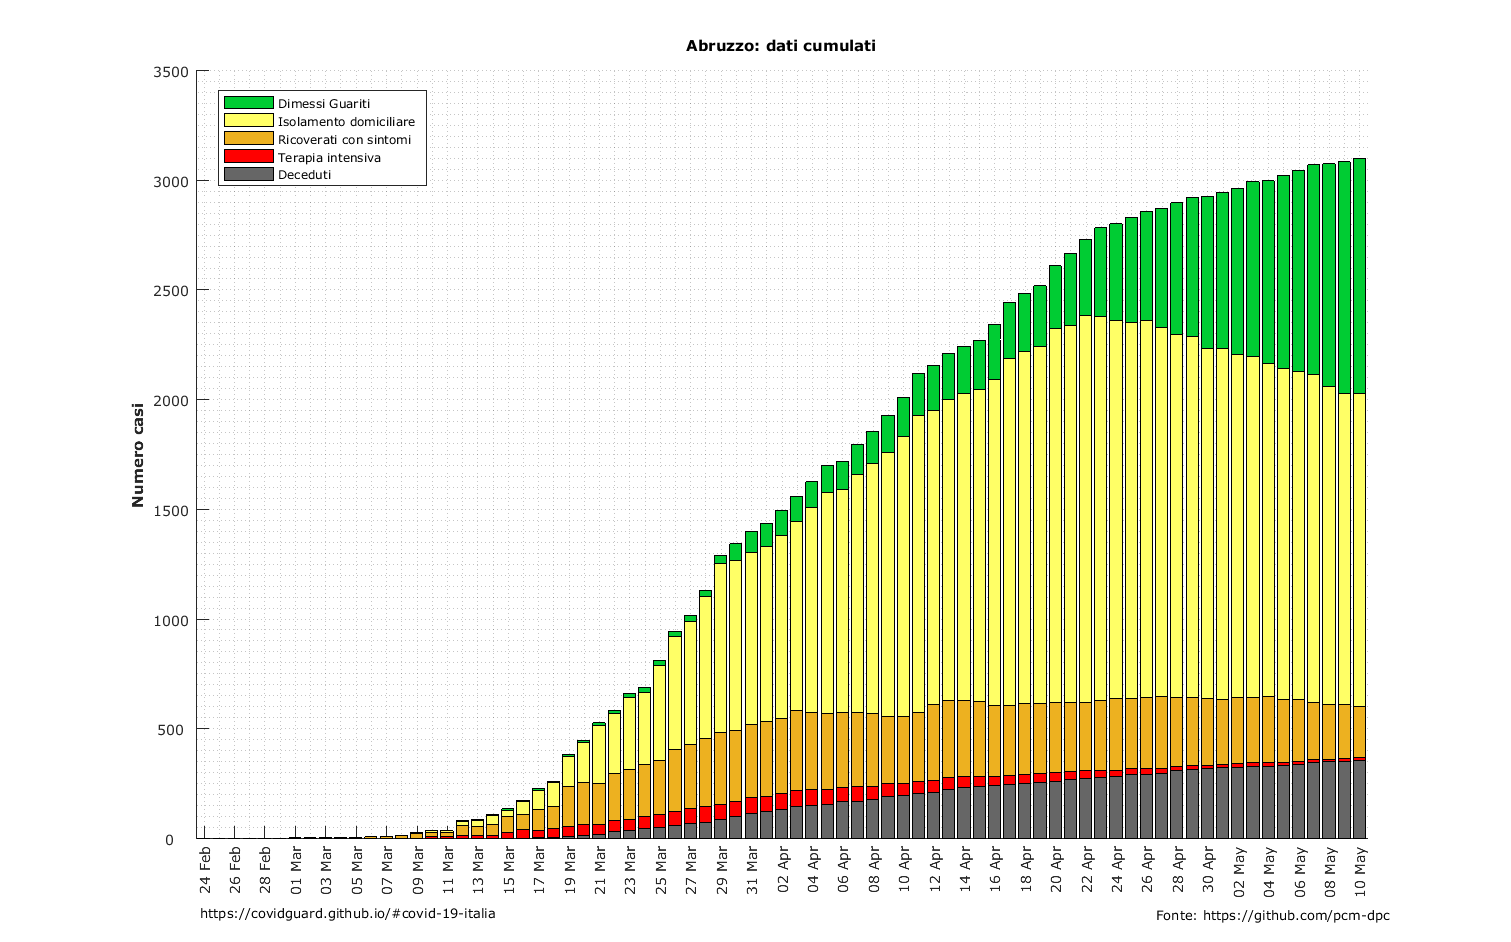 Abruzzo: dati cumulati
3500
3000
2500
2000
1500
1000
500
0
Numero casi
Dimessi Guariti
Isolamento domiciliare
Ricoverati con sintomi
Terapia intensiva
Deceduti
24 Feb
26 Feb
28 Feb
01 Mar
03 Mar
05 Mar
07 Mar
09 Mar
11 Mar
13 Mar
15 Mar
17 Mar
19 Mar
21 Mar
23 Mar
25 Mar
27 Mar
29 Mar
31 Mar
02 Apr
04 Apr
06 Apr
08 Apr
10 Apr
12 Apr
14 Apr
16 Apr
18 Apr
20 Apr
22 Apr
24 Apr
26 Apr
28 Apr
30 Apr
02 May
04 May
06 May
08 May
10 May
https://covidguard.github.io/#covid-19-italia
Fonte: https://github.com/pcm-dpc